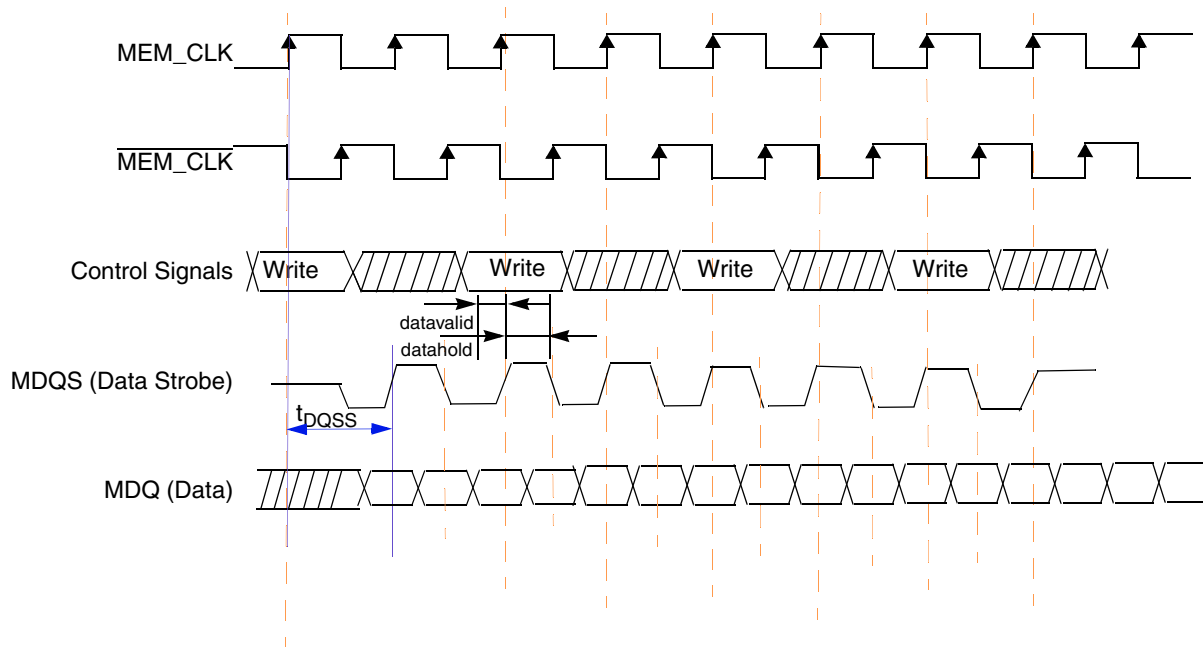 MEM_CLK
MEM_CLK
Control Signals Write Write Write Write
datavalid
datahold
MDQS (Data Strobe)
tDQSS
MDQ (Data)